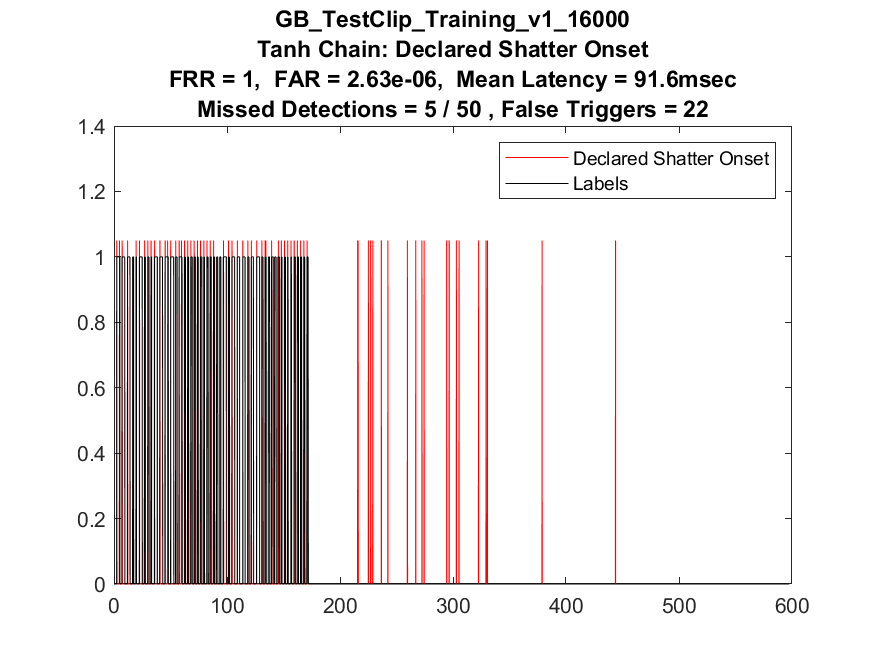 GB_TestClip_Training_v1_16000
Tanh Chain: Declared Shatter Onset
FRR = 1,  FAR = 2.63e-06,  Mean Latency = 91.6msec
Missed Detections = 5 / 50 , False Triggers = 22
1.4
1.2
1
0.8
0.6
0.4
0.2
0
Declared Shatter Onset
Labels
0 100 200 300 400 500 600